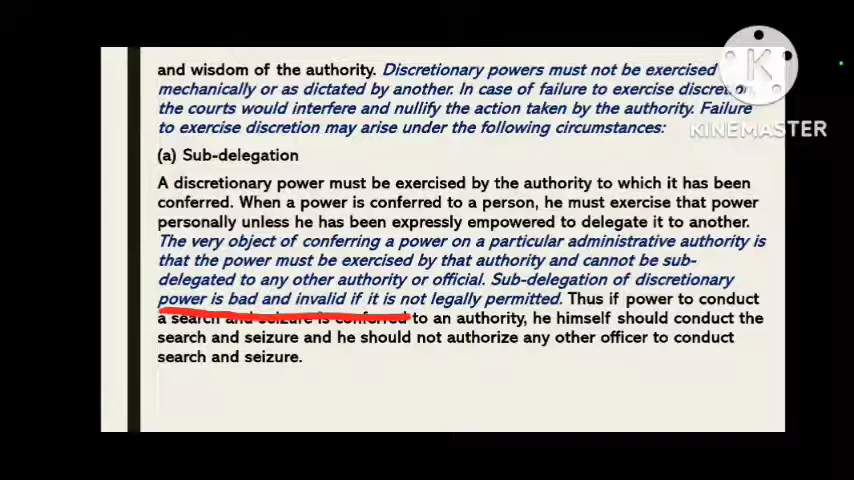 and wisdom of the authority. Discretionary powers must not be exercised
mechanically or as dictated by another. In case of failure to exercise discretion,
the courts would interfere and nullify the action taken by the authority. Failure
to exercise discretion may arise under the following circumstances:
(a) Sub-delegation
A discretionary power must be exercised by the authority to which it has been
conferred. When a power is conferred to a person, he must exercise that power
personally unless he has been expressly empowered to delegate it to another.
The very object of conferring a power on a particular administrative authority is
that the power must be exercised by that authority and cannot be sub-
delegated to any other authority or official. Sub-delegation of discretionary
power is bad and invalid if it is not legally permitted. Thus if power to conduct
a search and seizure is conferred to an authority, he himself should conduct the
search and seizure and he should not authorize any other officer to conduct
search and seizure.
K
KINEMASTER